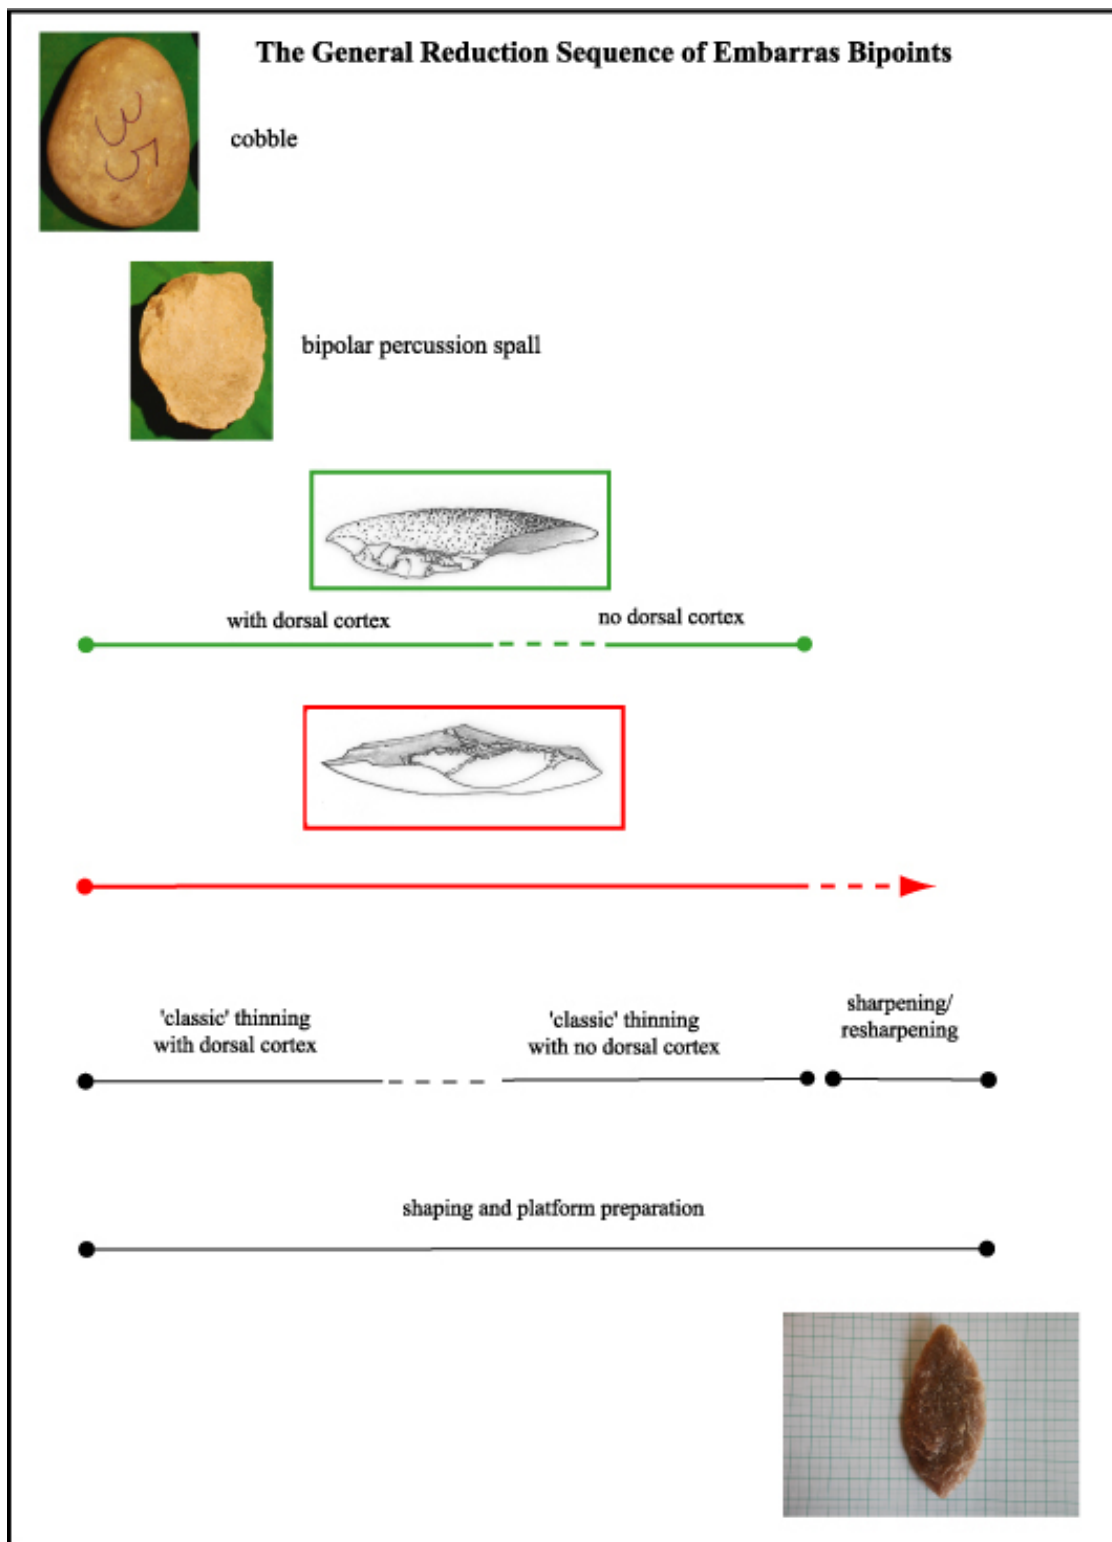 The General Reduction Sequence of Embarras Bipoints
35
cobble
bipolar percussion spall
with dorsal cortex
no dorsal cortex
'classic' thinning
with dorsal cortex
'classic' thinning
with no dorsal cortex
sharpening/
resharpening
shaping and platform preparation